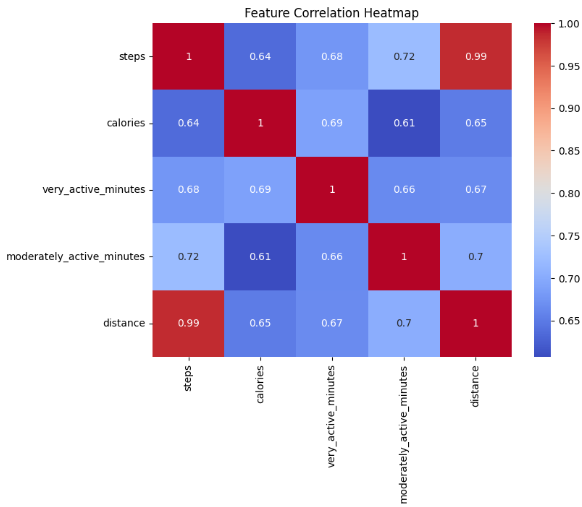 Feature Correlation Heatmap
steps 1 0.64 0.68 0.72 0.99
calories 0.64 1 0.69 0.61 0.65
very_active_minutes 0.68 0.69 1 0.66 0.67
moderately_active_minutes 0.72 0.61 0.66 1 0.7
distance 0.99 0.65 0.67 0.7 1
steps
calories
very_active_minutes
moderately_active_minutes
distance
1.00
0.95
0.90
0.85
0.80
0.75
0.70
0.65